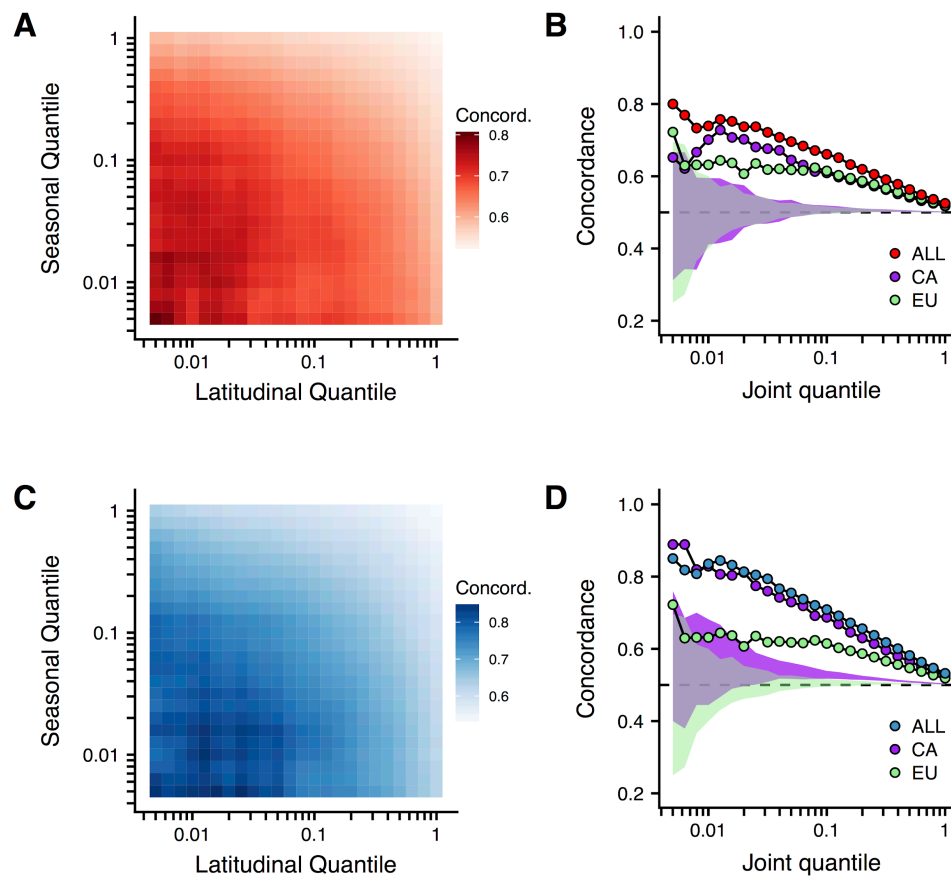 A
Seasonal Quantile
1
0.1
0.01
0.01 0.1 1
Latitudinal Quantile
Concord.
0.8
0.7
0.6
B
Concordance
1.0
0.8
0.6
0.4
0.2
ALL
CA
EU
0.01 0.1 1
Joint quantile
C
Seasonal Quantile
1
0.1
0.01
0.01 0.1 1
Latitudinal Quantile
Concord.
0.8
0.7
0.6
D
Concordance
1.0
0.8
0.6
0.4
0.2
ALL
CA
EU
0.01 0.1 1
Joint quantile